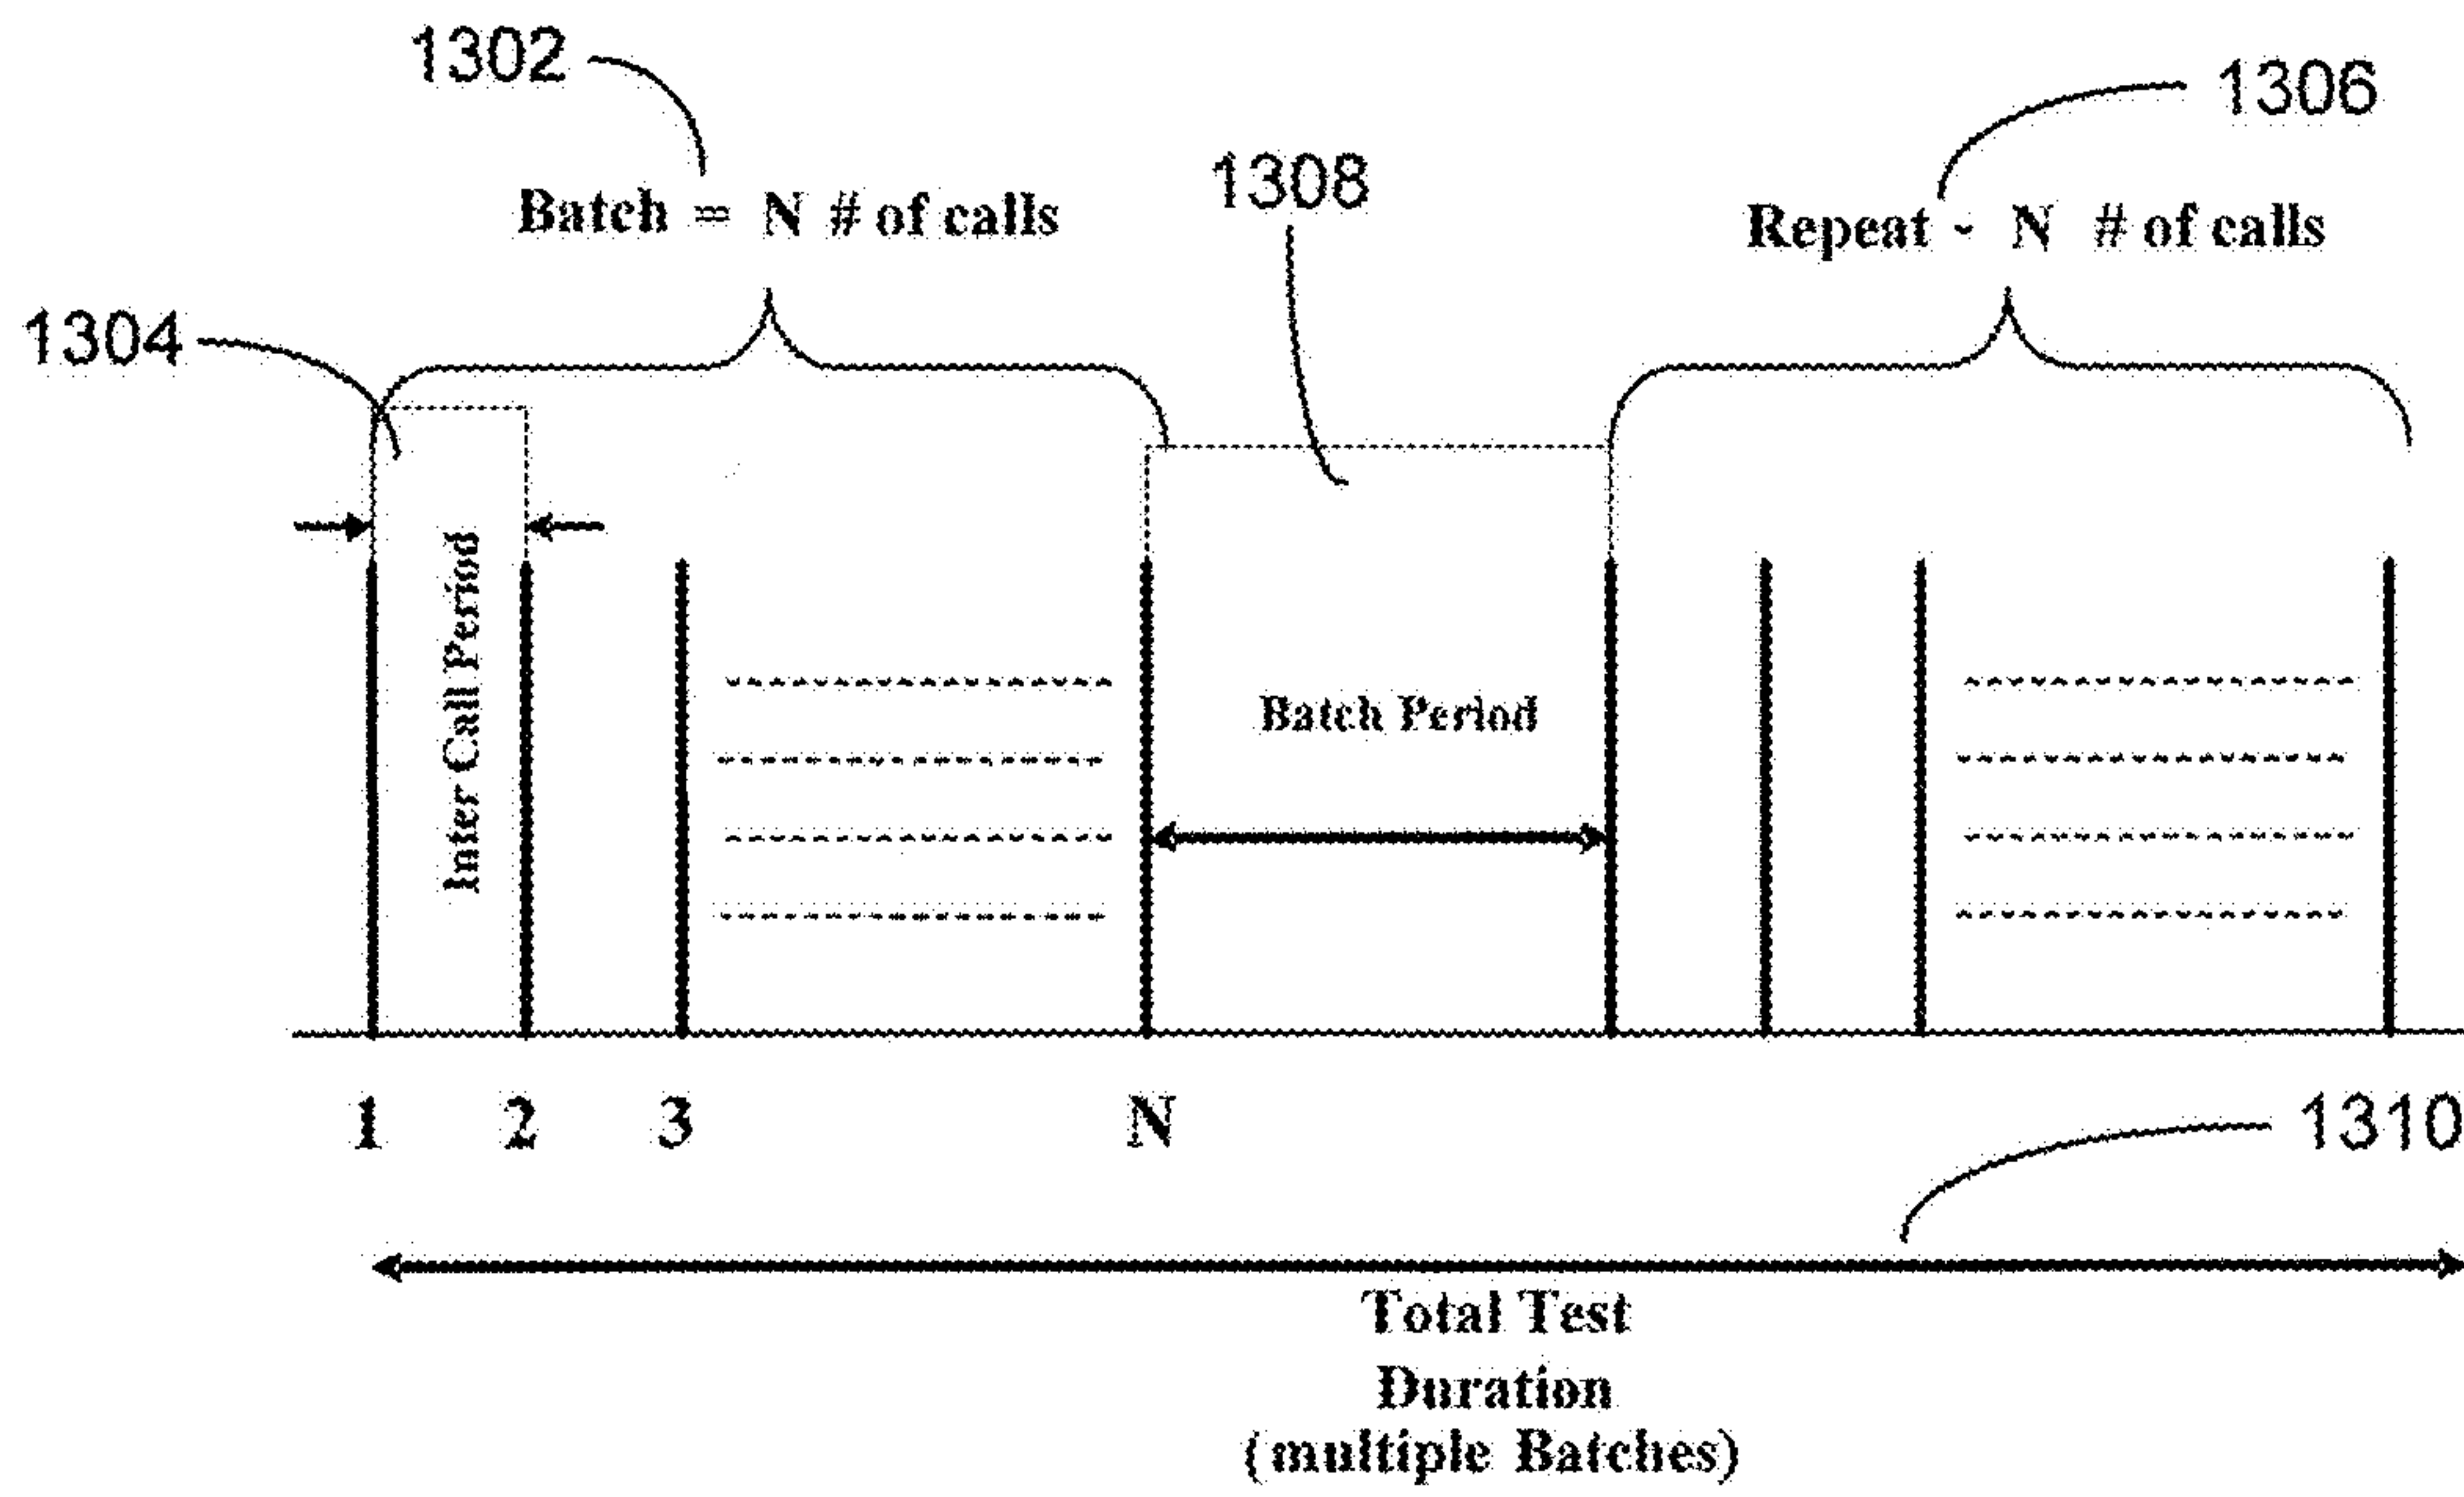 1302
1306
1308
Batch = N # of calls
Repeat - N # of calls
1304
Inter Call Period
Batch Period
1 2 3 N
1310
Total Test
Duration
(multiple Batches)